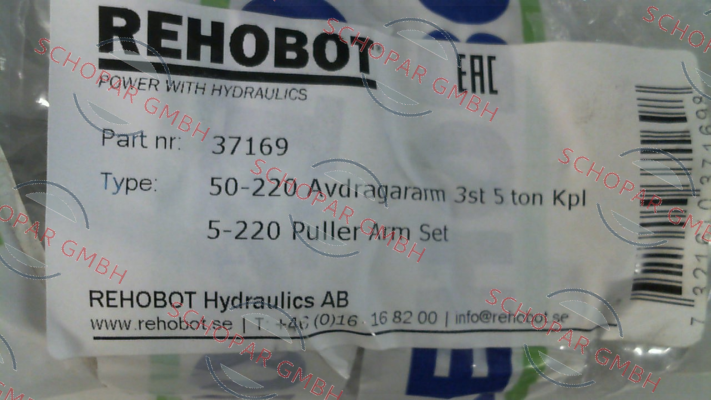 REHOBOT
POWER WITH HYDRAULICS
EAC
Part nr: 37169
Type: 50-220 Avdragararm 3st 5 ton Kpl
5-220 Puller Arm Set
REHOBOT Hydraulics AB
www.rehobot.se | T +46 (0)16 16 82 00 | info@rehobot.se
SCHOPAR GMBH